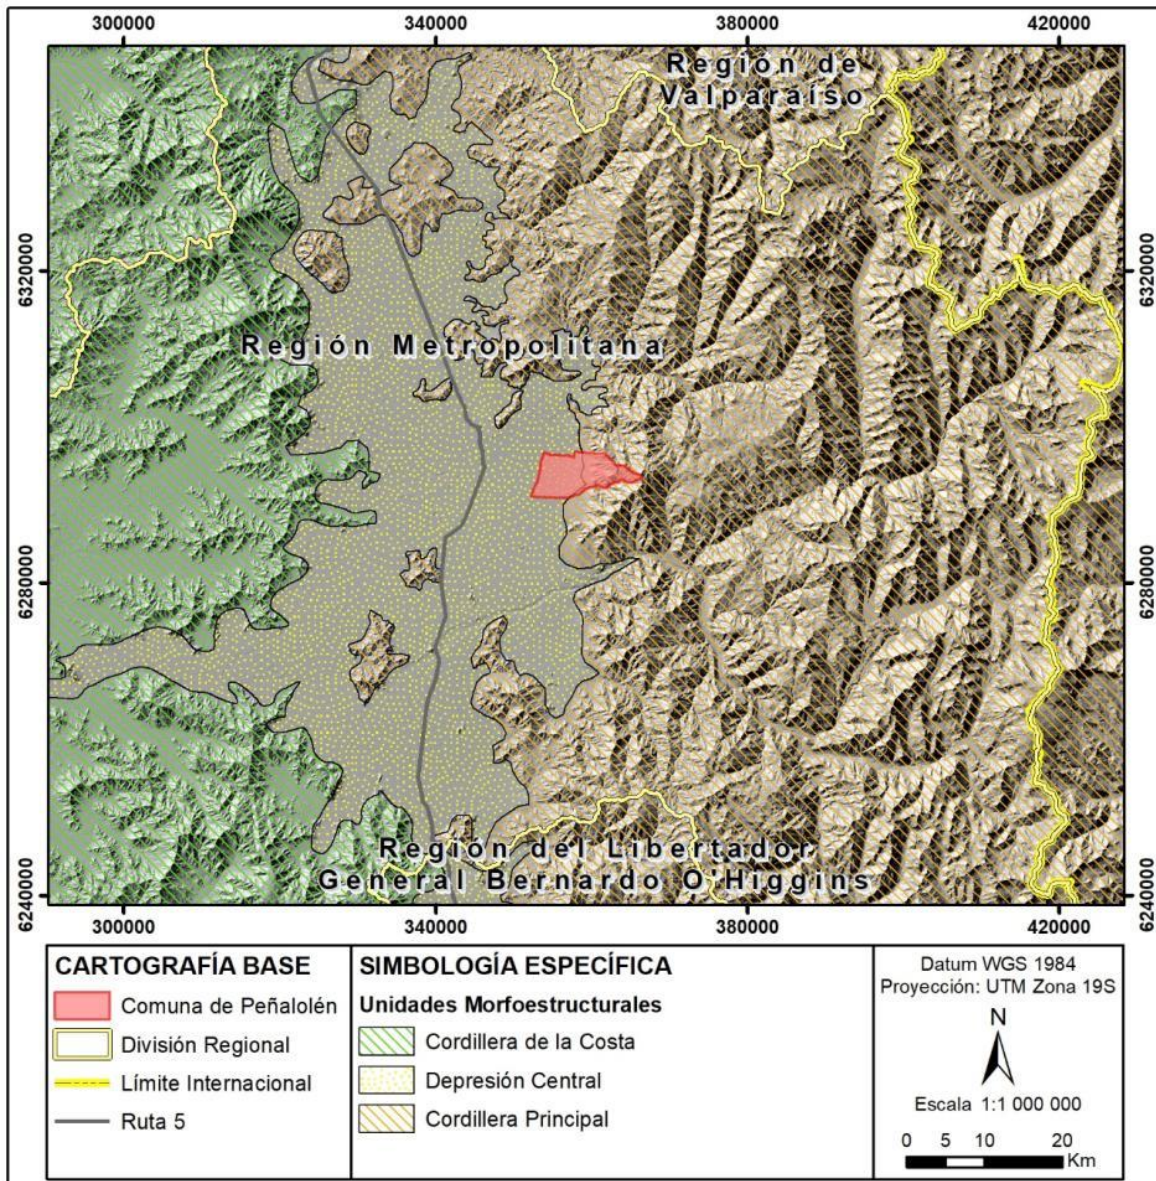 300000 340000 380000 420000
Región de
Valparaíso
6320000 6320000
Región Metropolitana
6280000 6280000
Región del Libertador
General Bernardo O'Higgins
6240000 6240000
300000 340000 380000 420000
CARTOGRAFÍA BASE
Comuna de Peñalolén
División Regional
Límite Internacional
Ruta 5
SIMBOLOGÍA ESPECÍFICA
Unidades Morfoestructurales
Cordillera de la Costa
Depresión Central
Cordillera Principal
Datum WGS 1984
Proyección: UTM Zona 19S
N
Escala 1:1 000 000
0 5 10 20
Km